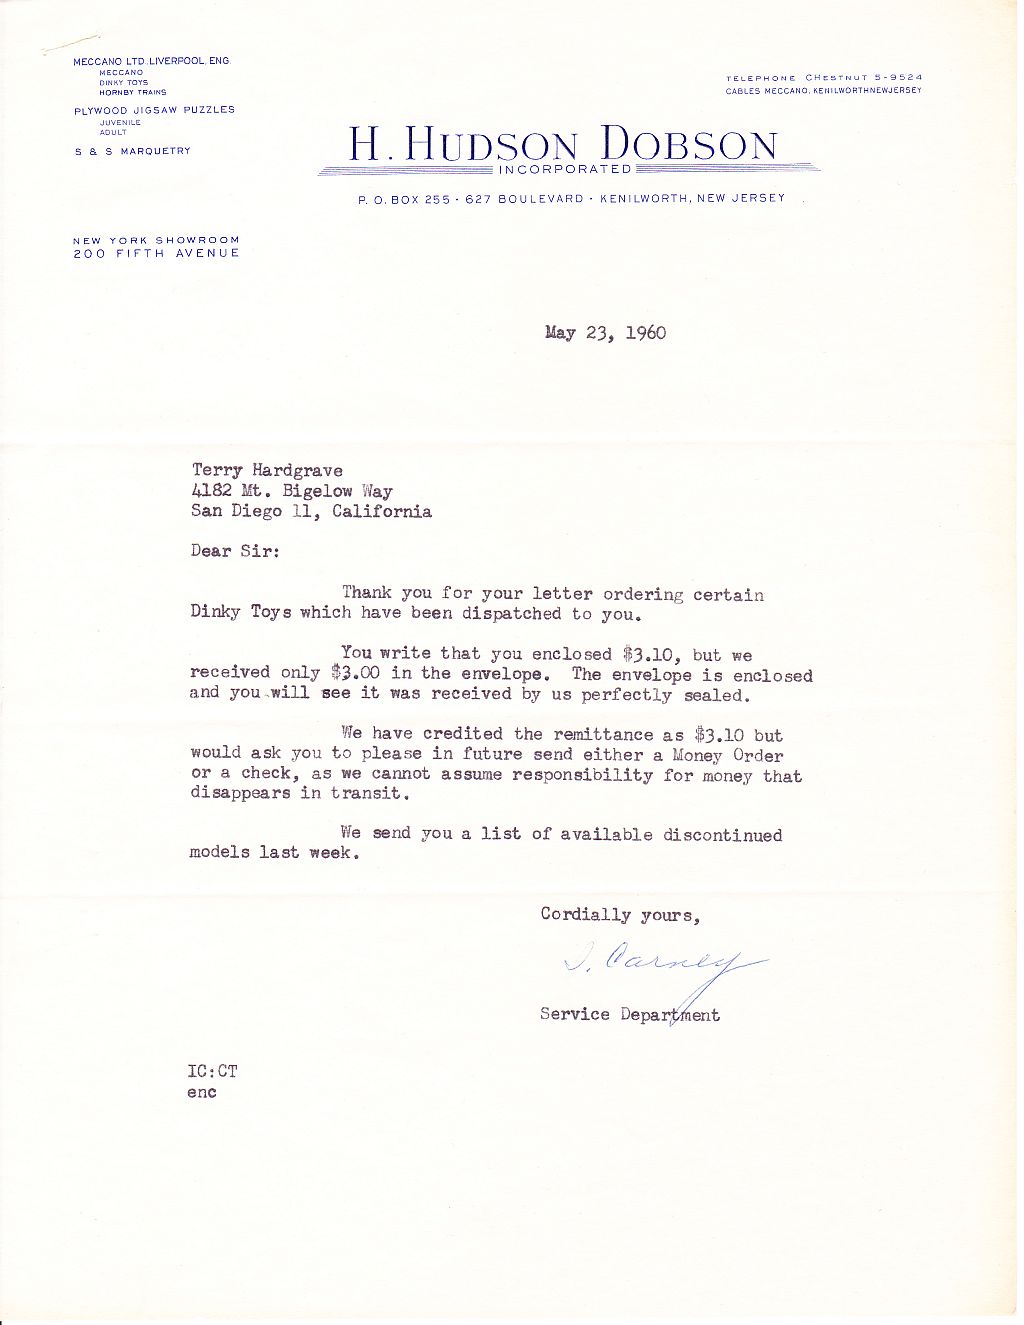 MECCANO LTD. LIVERPOOL, ENG.
MECCANO
DINKY TOYS
HORNBY TRAINS
PLYWOOD JIGSAW PUZZLES
JUVENILE
ADULT
S & S MARQUETRY
TELEPHONE CHESTNUT 5-9524
CABLES MECCANO, KENILWORTHNEWJERSEY
H. HUDSON DOBSON
INCORPORATED
P. O. BOX 255 · 627 BOULEVARD · KENILWORTH, NEW JERSEY
NEW YORK SHOWROOM
200 FIFTH AVENUE
May 23, 1960
Terry Hardgrave
4182 Mt. Bigelow Way
San Diego 11, California
Dear Sir:
Thank you for your letter ordering certain
Dinky Toys which have been dispatched to you.
You write that you enclosed $3.10, but we
received only $3.00 in the envelope. The envelope is enclosed
and you will see it was received by us perfectly sealed.
We have credited the remittance as $3.10 but
would ask you to please in future send either a Money Order
or a check, as we cannot assume responsibility for money that
disappears in transit.
We send you a list of available discontinued
models last week.
Cordially yours,
I. Carney
Service Department
IC:CT
enc